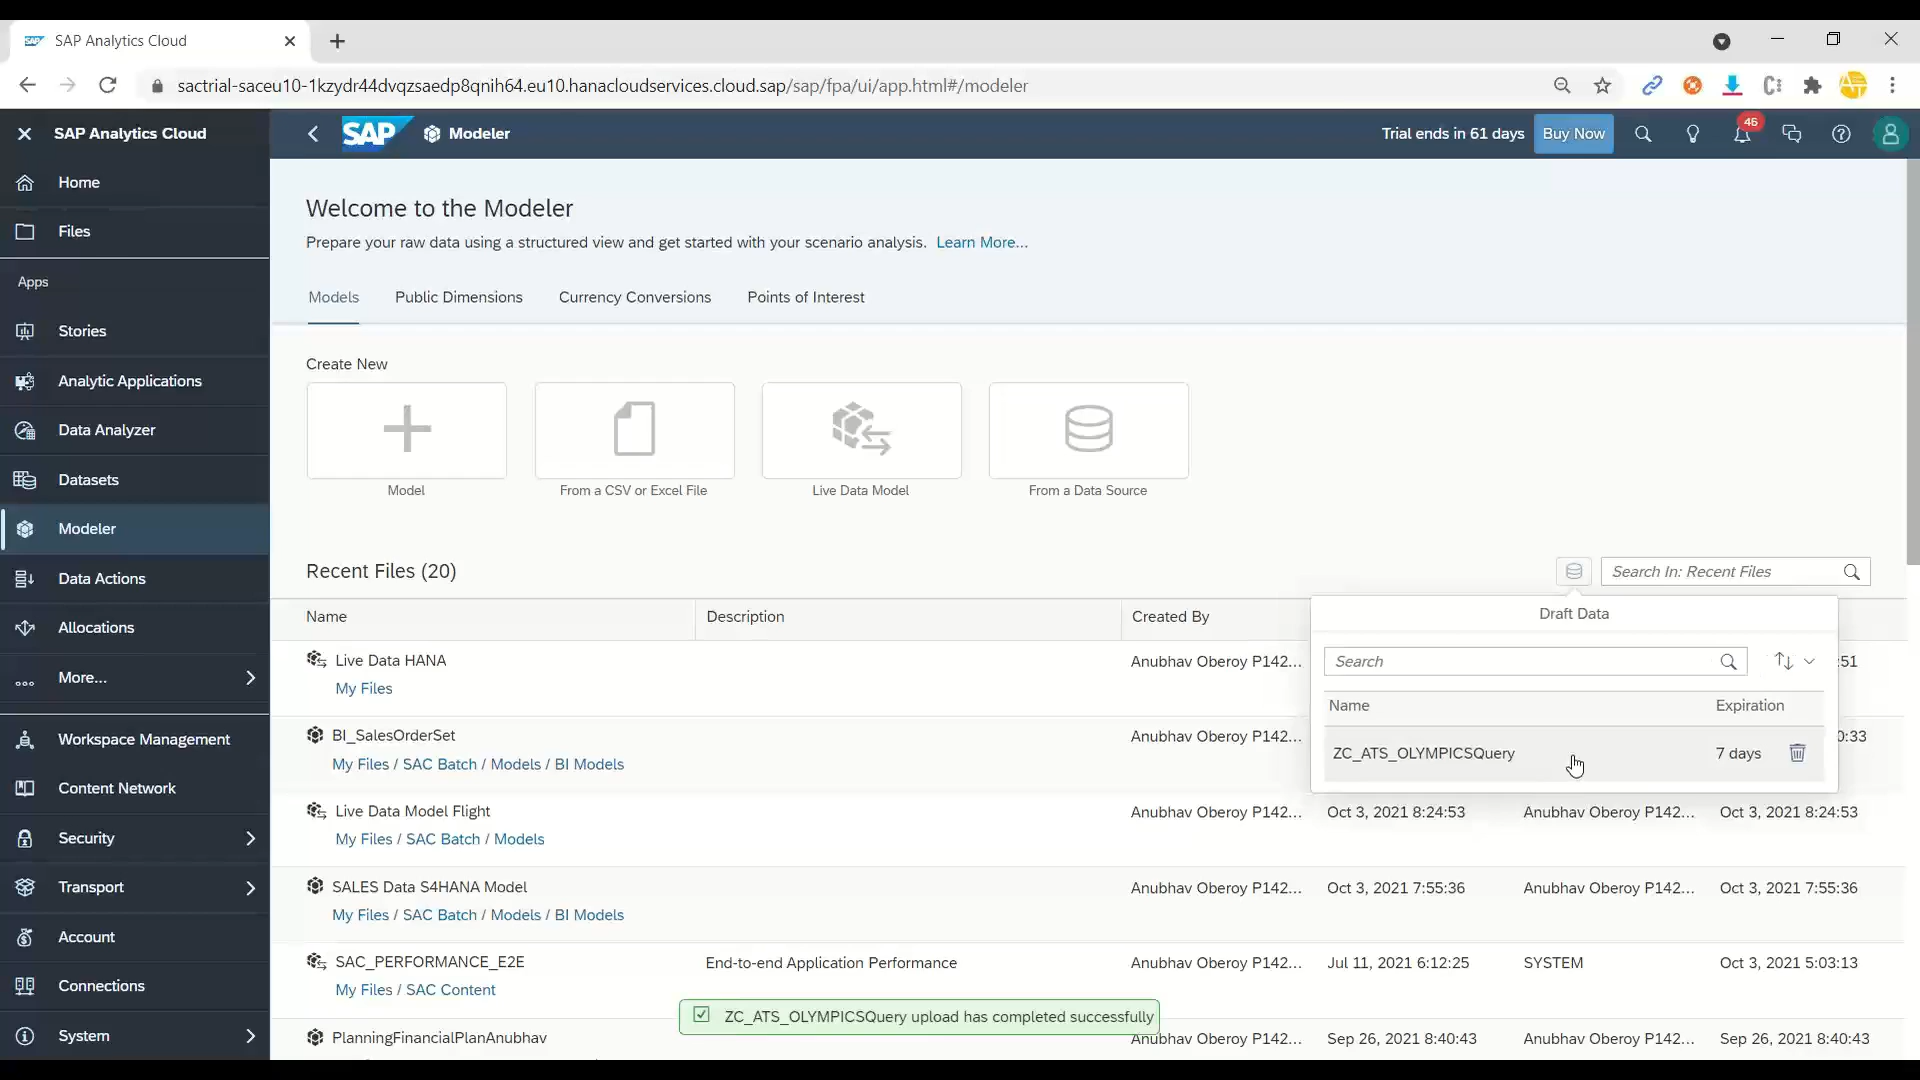 SAP SAP Analytics Cloud
sactrial-saceu10-1kzydr44dvqzsaedp8qnih64.eu10.hanacloudservices.cloud.sap/sap/fpa/ui/app.html#/modeler
SAP Analytics Cloud
SAP Modeler
Trial ends in 61 days Buy Now 46
Home
Files
Apps
Stories
Analytic Applications
Data Analyzer
Datasets
Modeler
Data Actions
Allocations
More...
Workspace Management
Content Network
Security
Transport
Account
Connections
System
Welcome to the Modeler
Prepare your raw data using a structured view and get started with your scenario analysis. Learn More...
Models Public Dimensions Currency Conversions Points of Interest
Create New
Model From a CSV or Excel File Live Data Model From a Data Source
Recent Files (20) Search In: Recent Files
Name Description Created By
Draft Data
Search
Name Expiration
ZC_ATS_OLYMPICSQuery 7 days
Live Data HANA Anubhav Oberoy P142... :51
My Files
BI_SalesOrderSet Anubhav Oberoy P142... 0:33
My Files / SAC Batch / Models / BI Models
Live Data Model Flight Anubhav Oberoy P142... Oct 3, 2021 8:24:53 Anubhav Oberoy P142... Oct 3, 2021 8:24:53
My Files / SAC Batch / Models
SALES Data S4HANA Model Anubhav Oberoy P142... Oct 3, 2021 7:55:36 Anubhav Oberoy P142... Oct 3, 2021 7:55:36
My Files / SAC Batch / Models / BI Models
SAC_PERFORMANCE_E2E End-to-end Application Performance Anubhav Oberoy P142... Jul 11, 2021 6:12:25 SYSTEM Oct 3, 2021 5:03:13
My Files / SAC Content
ZC_ATS_OLYMPICSQuery upload has completed successfully
PlanningFinancialPlanAnubhav Anubhav Oberoy P142... Sep 26, 2021 8:40:43 Anubhav Oberoy P142... Sep 26, 2021 8:40:43